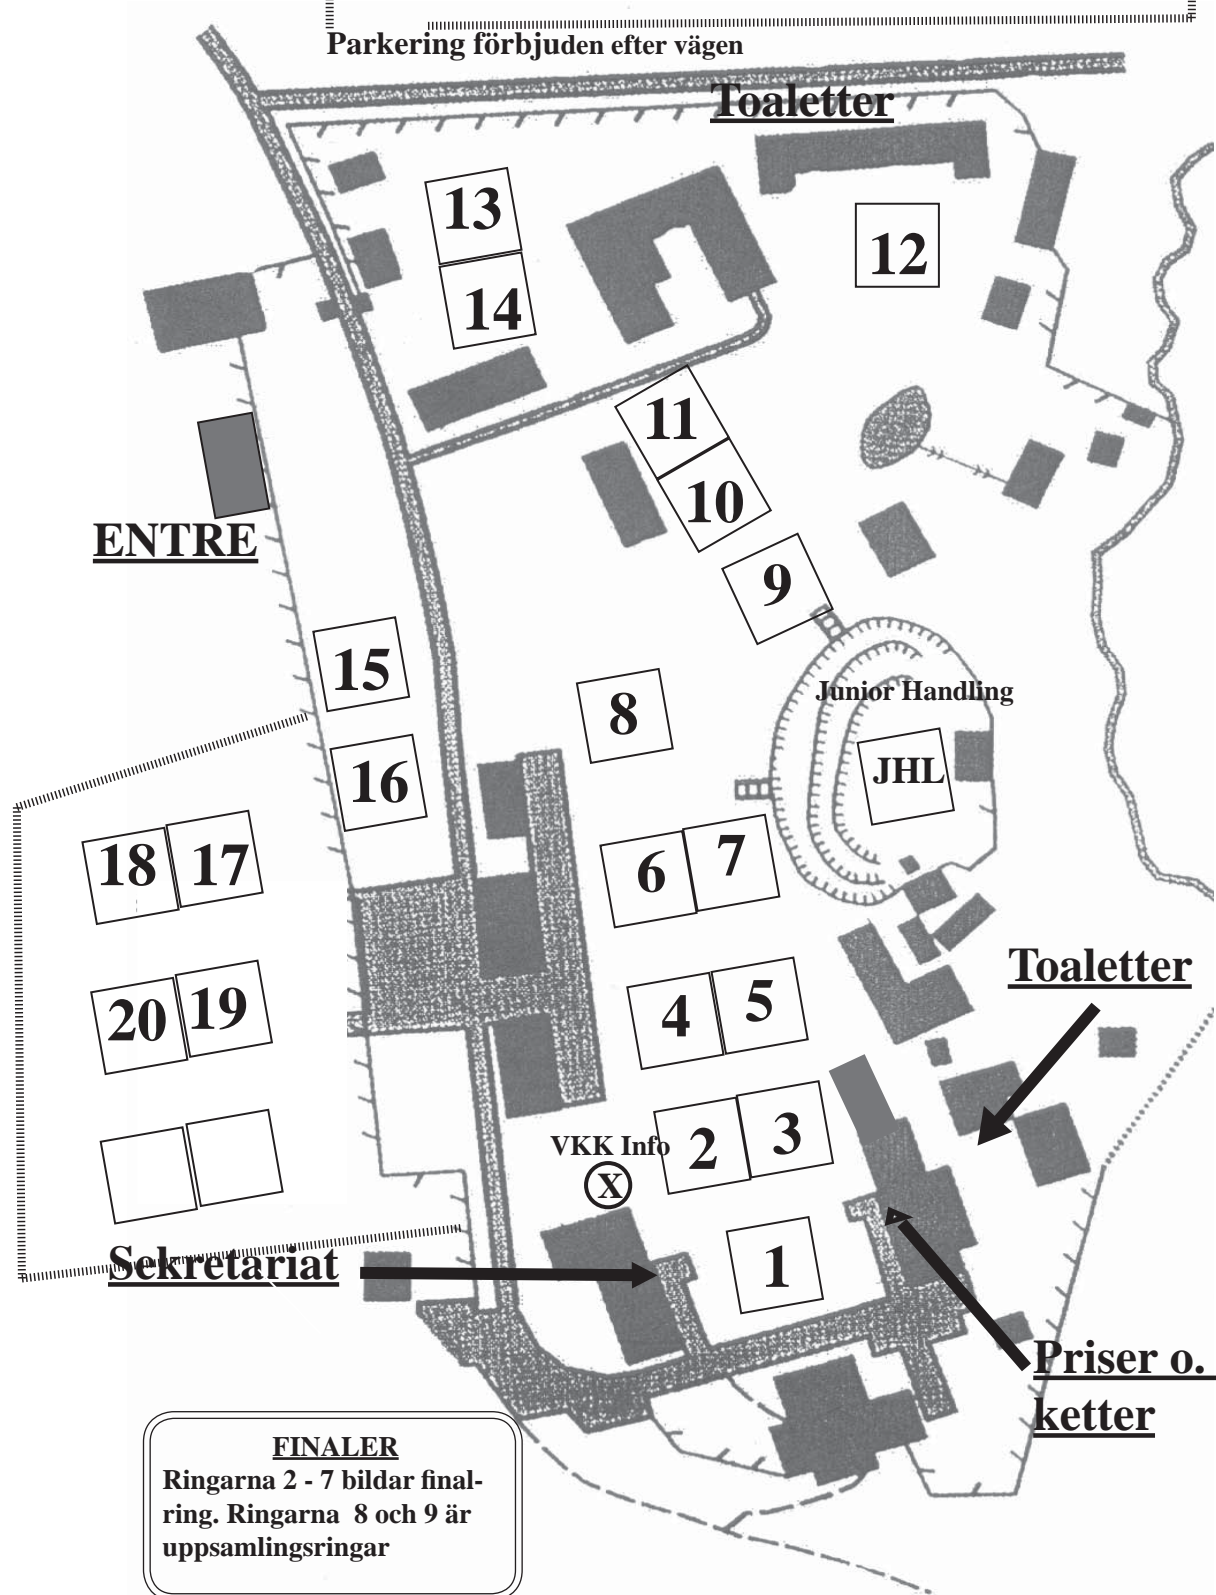 Parkering förbjuden efter vägen
Toaletter
13
12
14
11
10
ENTRE
9
15
8
Junior Handling
16
JHL
18 17
6 7
Toaletter
20 19
4 5
VKK Info
2 3
X
Sekretariat
1
Priser o.
ketter
FINALER
Ringarna 2 - 7 bildar final-
ring. Ringarna 8 och 9 är
uppsamlingsringar